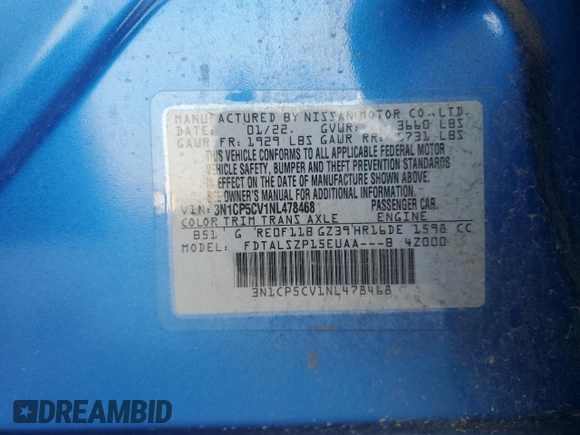 MANUFACTURED BY NISSAN MOTOR CO.,LTD.
DATE: 01/22. GVWR: 3660 LBS
GAWR FR: 1929 LBS GAWR RR: 1731 LBS
THIS VEHICLE CONFORMS TO ALL APPLICABLE FEDERAL MOTOR
VEHICLE SAFETY, BUMPER AND THEFT PREVENTION STANDARDS
IN EFFECT ON THE DATE OF MANUFACTURE SHOWN ABOVE.
SEE OWNER'S MANUAL FOR ADDITIONAL INFORMATION.
VIN: 3N1CP5CV1NL478468 PASSENGER CAR.
COLOR TRIM TRANS AXLE ENGINE
B51 G RE0F11B GZ39 HR16DE 1598 CC
MODEL: FDTALSZP15EUAA---B 4Z000
3N1CP5CV1NL478468
DREAMBID